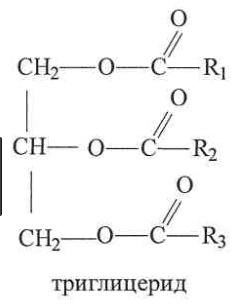 O
CH₂—O—C—R₁
O
CH— O —C—R₂
O
CH₂—O—C—R₃
триглицерид